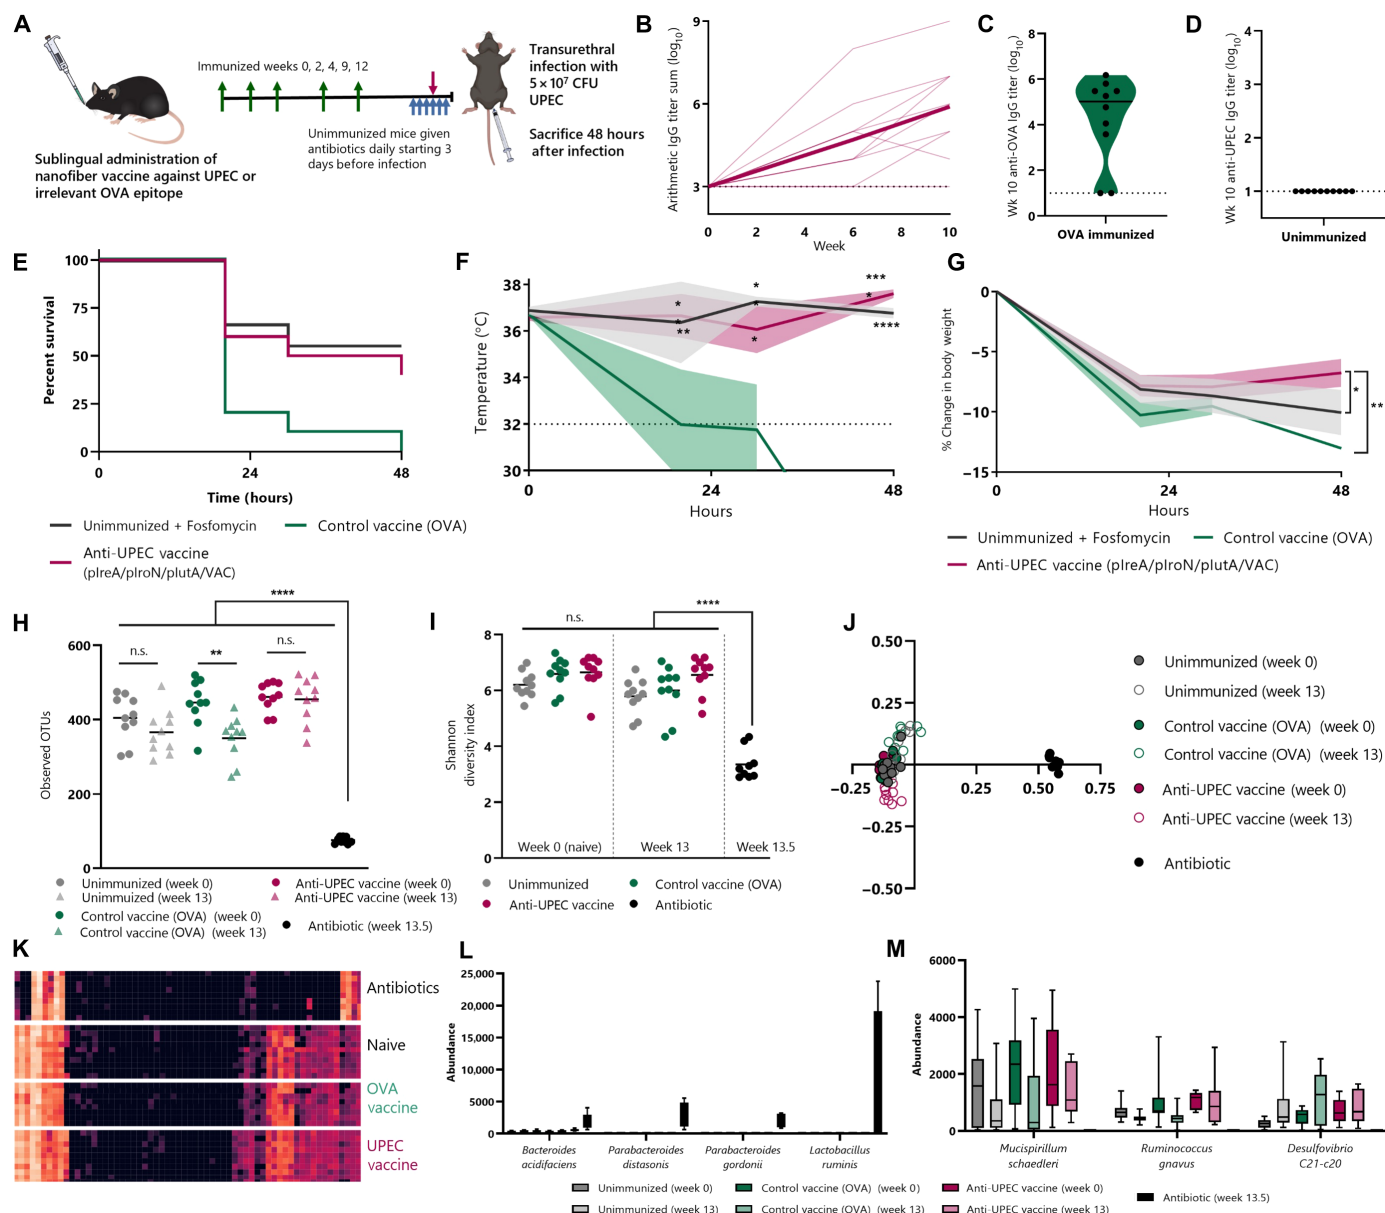 A
Immunized weeks 0, 2, 4, 9, 12
Unimmunized mice given
antibiotics daily starting 3
days before infection
Sublingual administration of
nanofiber vaccine against UPEC or
irrelevant OVA epitope
Transurethral
infection with
5 × 10⁷ CFU
UPEC
Sacrifice 48 hours
after infection
B
Arithmetic IgG titer sum (log₁₀)
9
6
3
0 2 4 6 8 10
Week
C
Wk 10 anti-OVA IgG titer (log₁₀)
8
6
4
2
0
OVA immunized
D
Wk 10 anti-UPEC IgG titer (log₁₀)
4
3
2
1
Unimmunized
E
Percent survival
100
75
50
25
0
0 24 48
Time (hours)
Unimmunized + Fosfomycin
Control vaccine (OVA)
Anti-UPEC vaccine
(pIreA/pIroN/pIutA/VAC)
F
Temperature (°C)
38
36
34
32
30
*
*
**
*
*
*
***
*
****
0 24 48
Hours
G
% Change in body weight
0
−5
−10
−15
*
**
0 24 48
Hours
Unimmunized + Fosfomycin
Control vaccine (OVA)
Anti-UPEC vaccine (pIreA/pIroN/pIutA/VAC)
H
Observed OTUs
600
400
200
0
****
n.s.
**
n.s.
Unimmunized (week 0)
Unimmuized (week 13)
Control vaccine (OVA) (week 0)
Control vaccine (OVA) (week 13)
Anti-UPEC vaccine (week 0)
Anti-UPEC vaccine (week 13)
Antibiotic (week 13.5)
I
Shannon
diversity index
8
6
4
2
0
n.s.
****
Week 0 (naive)
Week 13
Week 13.5
Unimmunized
Control vaccine (OVA)
Anti-UPEC vaccine
Antibiotic
J
0.50
0.25
−0.25
−0.50
−0.25 0.25 0.50 0.75
Unimmunized (week 0)
Unimmunized (week 13)
Control vaccine (OVA) (week 0)
Control vaccine (OVA) (week 13)
Anti-UPEC vaccine (week 0)
Anti-UPEC vaccine (week 13)
Antibiotic
K
Antibiotics
Naive
OVA
vaccine
UPEC
vaccine
L
Abundance
25,000
20,000
15,000
10,000
5000
0
Bacteroides
acidifaciens
Parabacteroides
distasonis
Parabacteroides
gordonii
Lactobacillus
ruminis
M
Abundance
6000
4000
2000
0
Mucispirillum
schaedleri
Ruminococcus
gnavus
Desulfovibrio
C21-c20
Unimmunized (week 0)
Control vaccine (OVA) (week 0)
Anti-UPEC vaccine (week 0)
Antibiotic (week 13.5)
Unimmunized (week 13)
Control vaccine (OVA) (week 13)
Anti-UPEC vaccine (week 13)